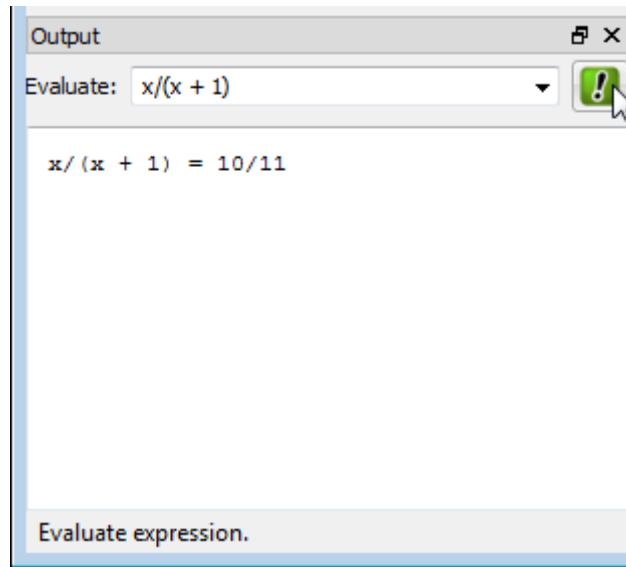 Output
Evaluate: x/(x + 1)
x/(x + 1) = 10/11
Evaluate expression.